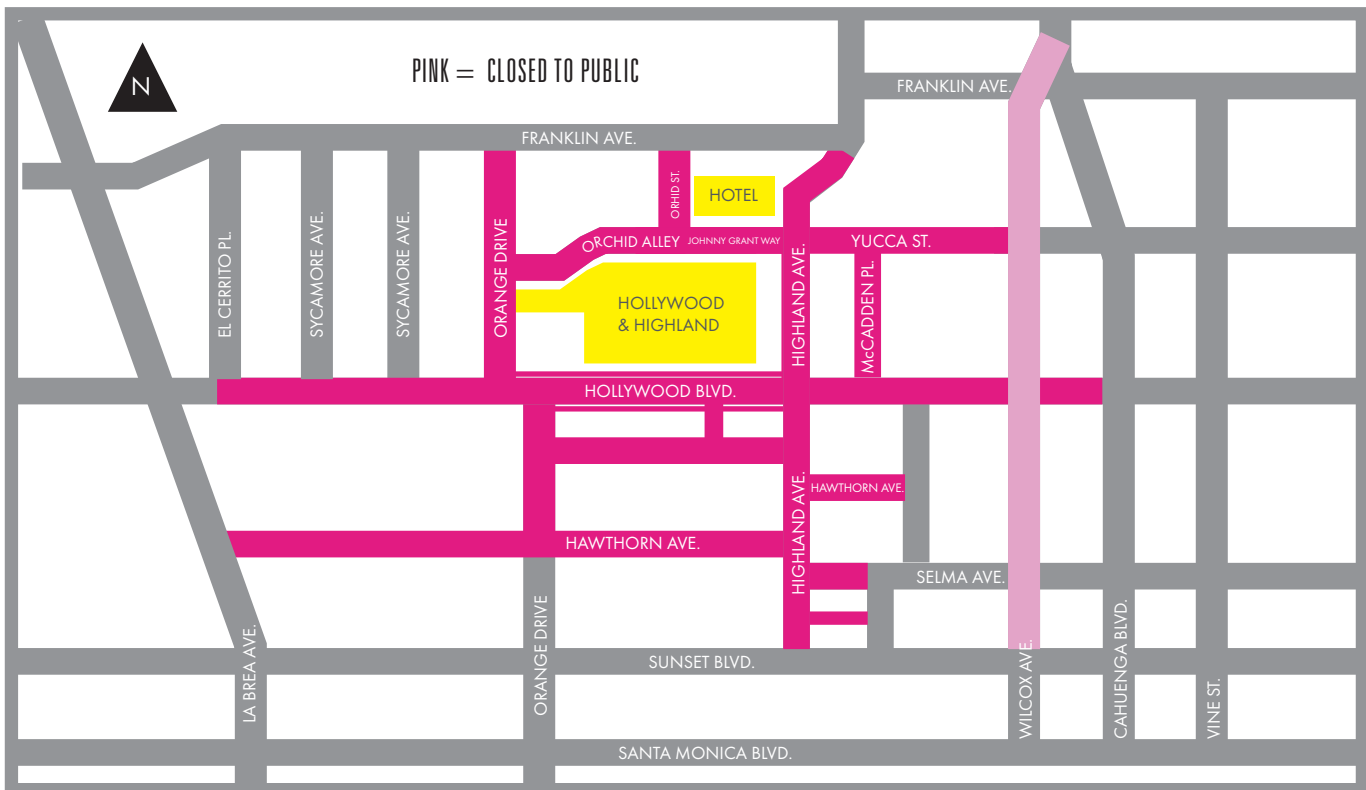 PINK = CLOSED TO PUBLIC
N
FRANKLIN AVE.
FRANKLIN AVE.
ORHID ST.
HOTEL
ORCHID ALLEY
JOHNNY GRANT WAY
YUCCA ST.
EL CERRITO PL.
SYCAMORE AVE.
SYCAMORE AVE.
ORANGE DRIVE
HOLLYWOOD
& HIGHLAND
HIGHLAND AVE.
McCADDEN PL.
HOLLYWOOD BLVD.
HAWTHORN AVE.
HIGHLAND AVE.
HAWTHORN AVE.
SELMA AVE.
LA BREA AVE.
ORANGE DRIVE
SUNSET BLVD.
WILCOX AVE.
CAHUENGA BLVD.
VINE ST.
SANTA MONICA BLVD.